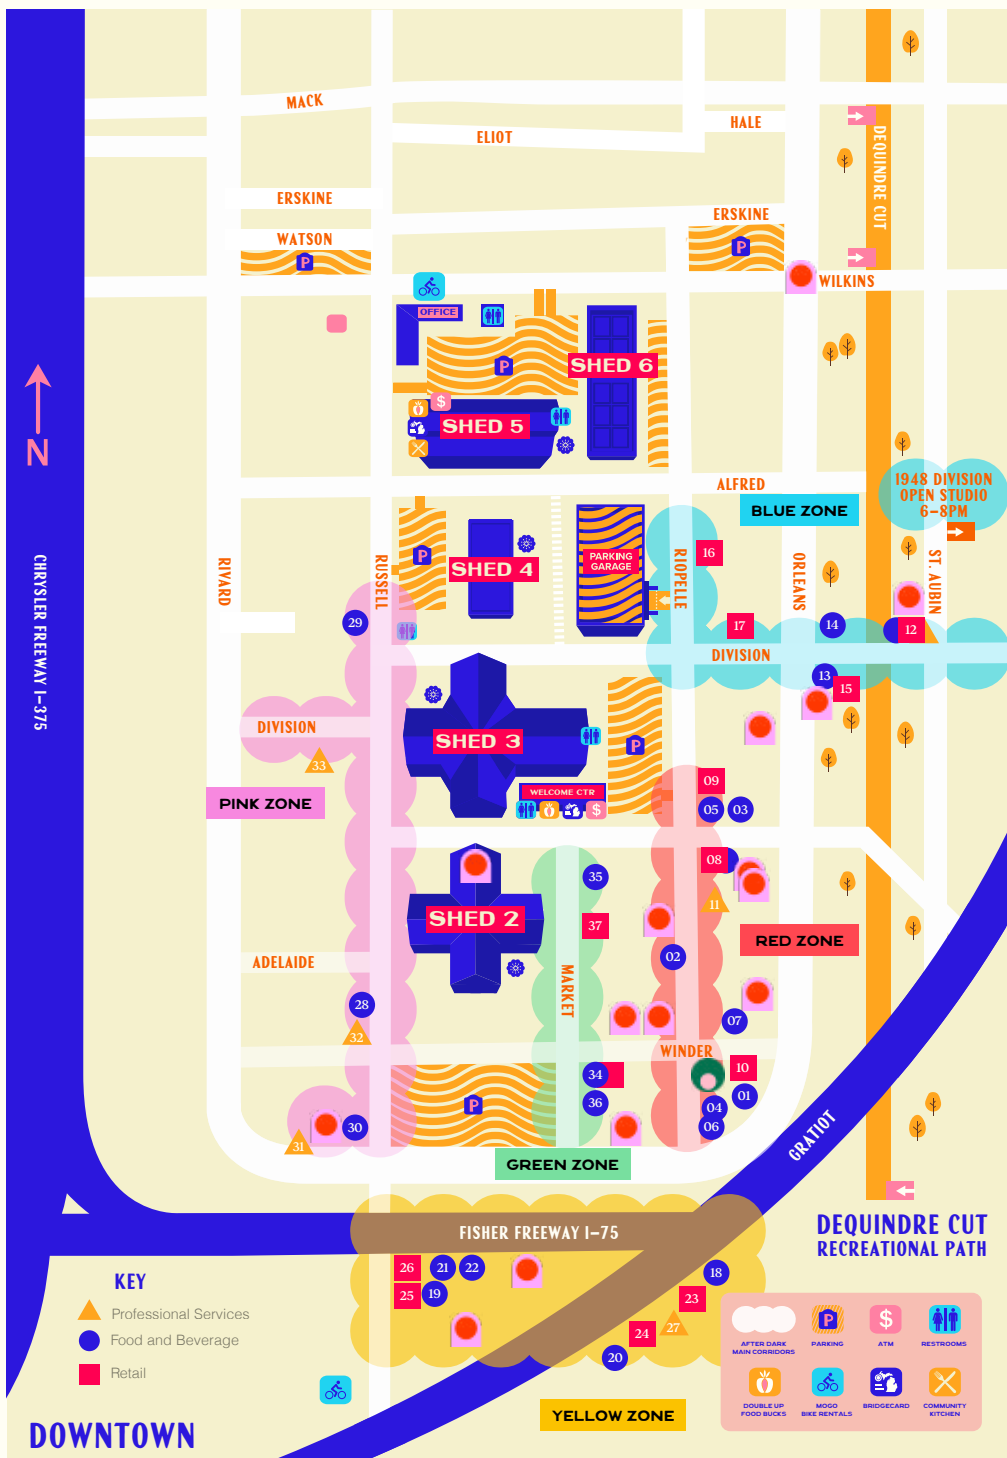 MACK
HALE
ELIOT
DEQUINDRE CUT
ERSKINE
ERSKINE
WATSON
P
P
WILKINS
OFFICE
P
SHED 6
N
$
SHED 5
ALFRED
1948 DIVISION
OPEN STUDIO
6-8PM
BLUE ZONE
CHRYSLER FREEWAY I-375
RIVARD
RUSSELL
P
SHED 4
PARKING
GARAGE
RIOPELLE
16
ORLEANS
ST. AUBIN
29
17
14
12
DIVISION
13
15
DIVISION
SHED 3
P
33
PINK ZONE
WELCOME CTR
$
09
05
03
08
35
11
SHED 2
37
RED ZONE
02
ADELAIDE
MARKET
28
07
32
WINDER
34
10
P
36
01
04
06
30
31
GREEN ZONE
GRATIOT
FISHER FREEWAY I-75
DEQUINDRE CUT
RECREATIONAL PATH
26
21
22
18
25
19
23
27
24
20
KEY
Professional Services
Food and Beverage
Retail
P
$
AFTER DARK
MAIN CORRIDORS
PARKING
ATM
RESTROOMS
DOUBLE UP
FOOD BUCKS
MOGO
BIKE RENTALS
BRIDGECARD
COMMUNITY
KITCHEN
YELLOW ZONE
DOWNTOWN